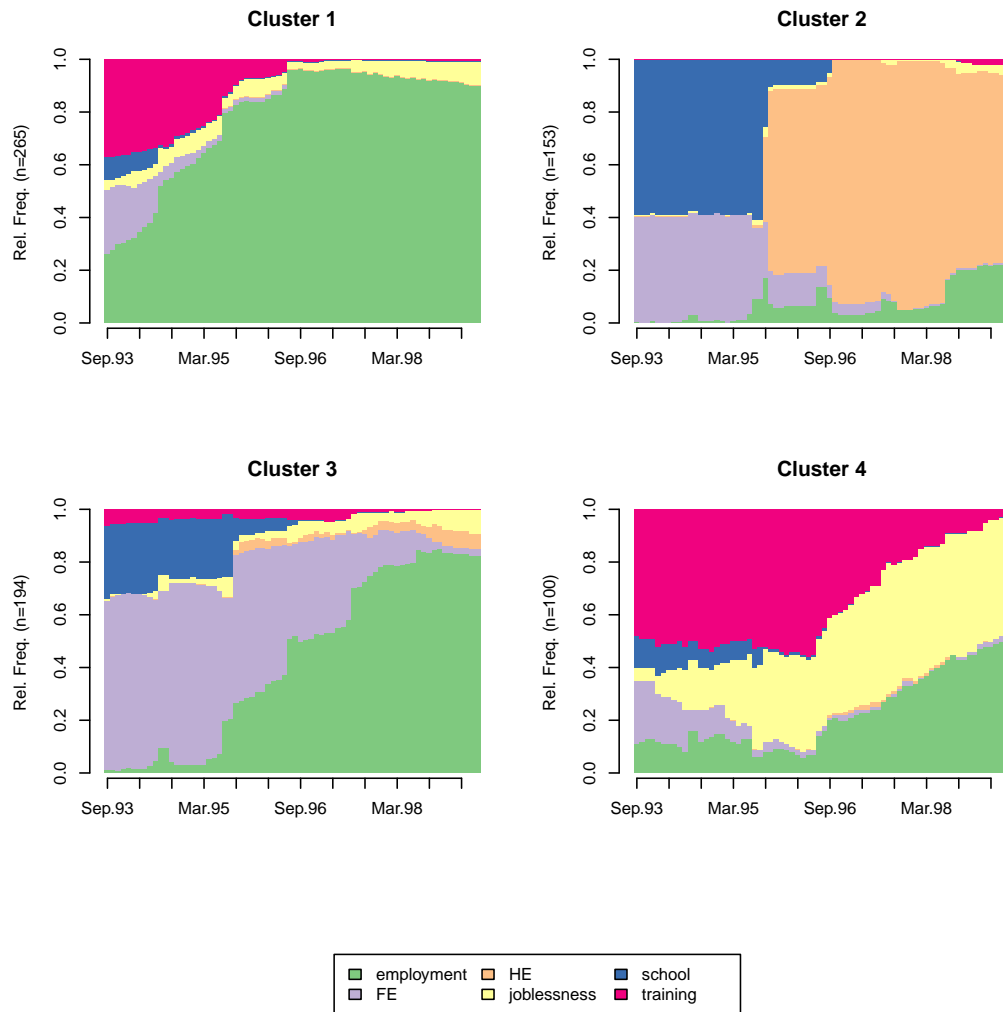 Cluster 1
Rel. Freq. (n=265)
0.0 0.2 0.4 0.6 0.8 1.0
Sep.93 Mar.95 Sep.96 Mar.98
Cluster 2
Rel. Freq. (n=153)
0.0 0.2 0.4 0.6 0.8 1.0
Sep.93 Mar.95 Sep.96 Mar.98
Cluster 3
Rel. Freq. (n=194)
0.0 0.2 0.4 0.6 0.8 1.0
Sep.93 Mar.95 Sep.96 Mar.98
Cluster 4
Rel. Freq. (n=100)
0.0 0.2 0.4 0.6 0.8 1.0
Sep.93 Mar.95 Sep.96 Mar.98
employment HE school
FE joblessness training